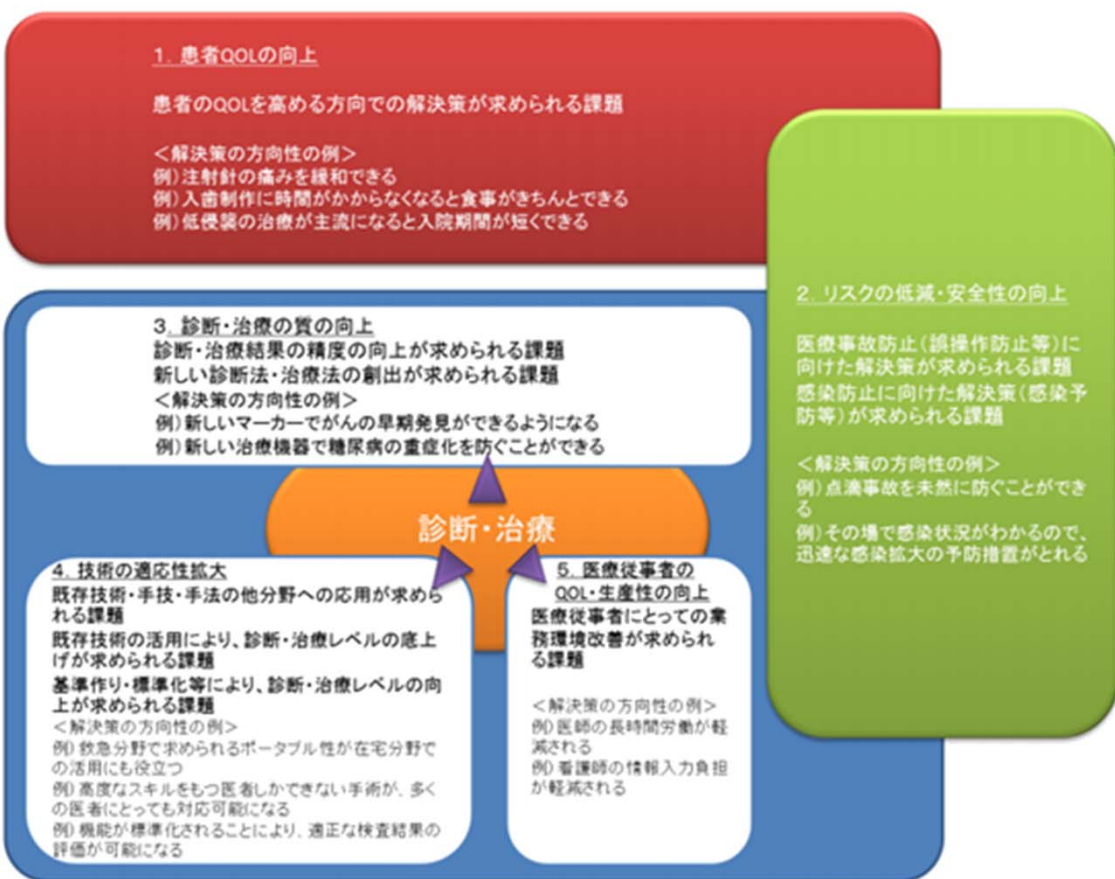 1. 患者QOLの向上
患者のQOLを高める方向での解決策が求められる課題
＜解決策の方向性の例＞
例)注射針の痛みを緩和できる
例)入歯制作に時間がかからなくなると食事がきちんとできる
例)低侵襲の治療が主流になると入院期間が短くできる
2. リスクの低減・安全性の向上
医療事故防止(誤操作防止等)に
向けた解決策が求められる課題
感染防止に向けた解決策(感染予
防等)が求められる課題
＜解決策の方向性の例＞
例)点滴事故を未然に防ぐことができ
る
例)その場で感染状況がわかるので、
迅速な感染拡大の予防措置がとれる
3. 診断・治療の質の向上
診断・治療結果の精度の向上が求められる課題
新しい診断法・治療法の創出が求められる課題
＜解決策の方向性の例＞
例)新しいマーカーでがんの早期発見ができるようになる
例)新しい治療機器で糖尿病の重症化を防ぐことができる
診断・治療
4. 技術の適応性拡大
既存技術・手技・手法の他分野への応用が求めら
れる課題
既存技術の活用により、診断・治療レベルの底上
げが求められる課題
基準作り・標準化等により、診断・治療レベルの向
上が求められる課題
＜解決策の方向性の例＞
例)救急分野で求められるポータブル性が在宅分野で
の活用にも役立つ
例)高度なスキルをもつ医者しかできない手術が、多く
の医者にとっても対応可能になる
例)機能が標準化されることにより、適正な検査結果の
評価が可能になる
5. 医療従事者の
QOL・生産性の向上
医療従事者にとっての業
務環境改善が求められ
る課題
＜解決策の方向性の例＞
例)医師の長時間労働が軽
減される
例)看護師の情報入力負担
が軽減される